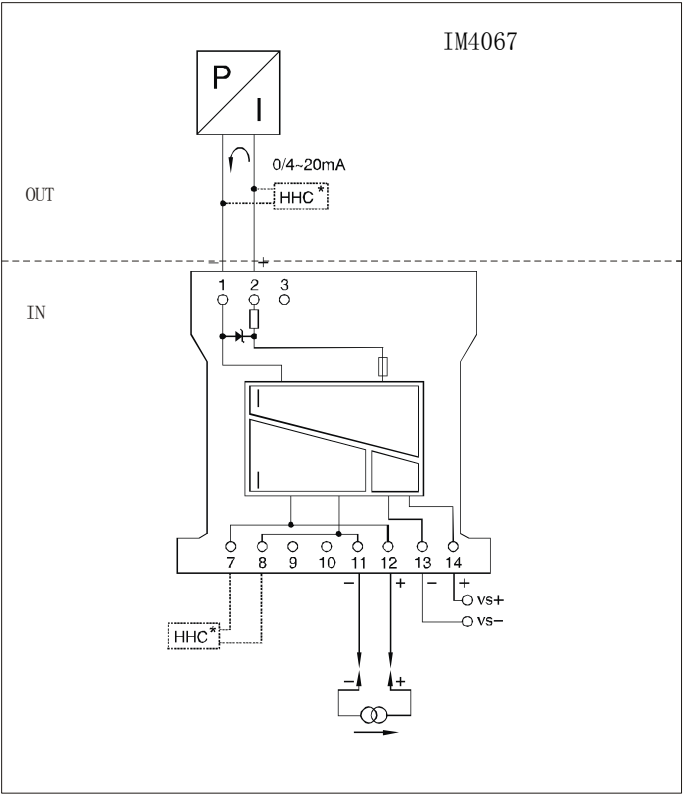 IM4067
P
I
0/4~20mA
HHC*
OUT
− +
1 2 3
IN
I
I
7 8 9 10 11 12 13 14
− + − +
vs+
vs−
HHC*
− +